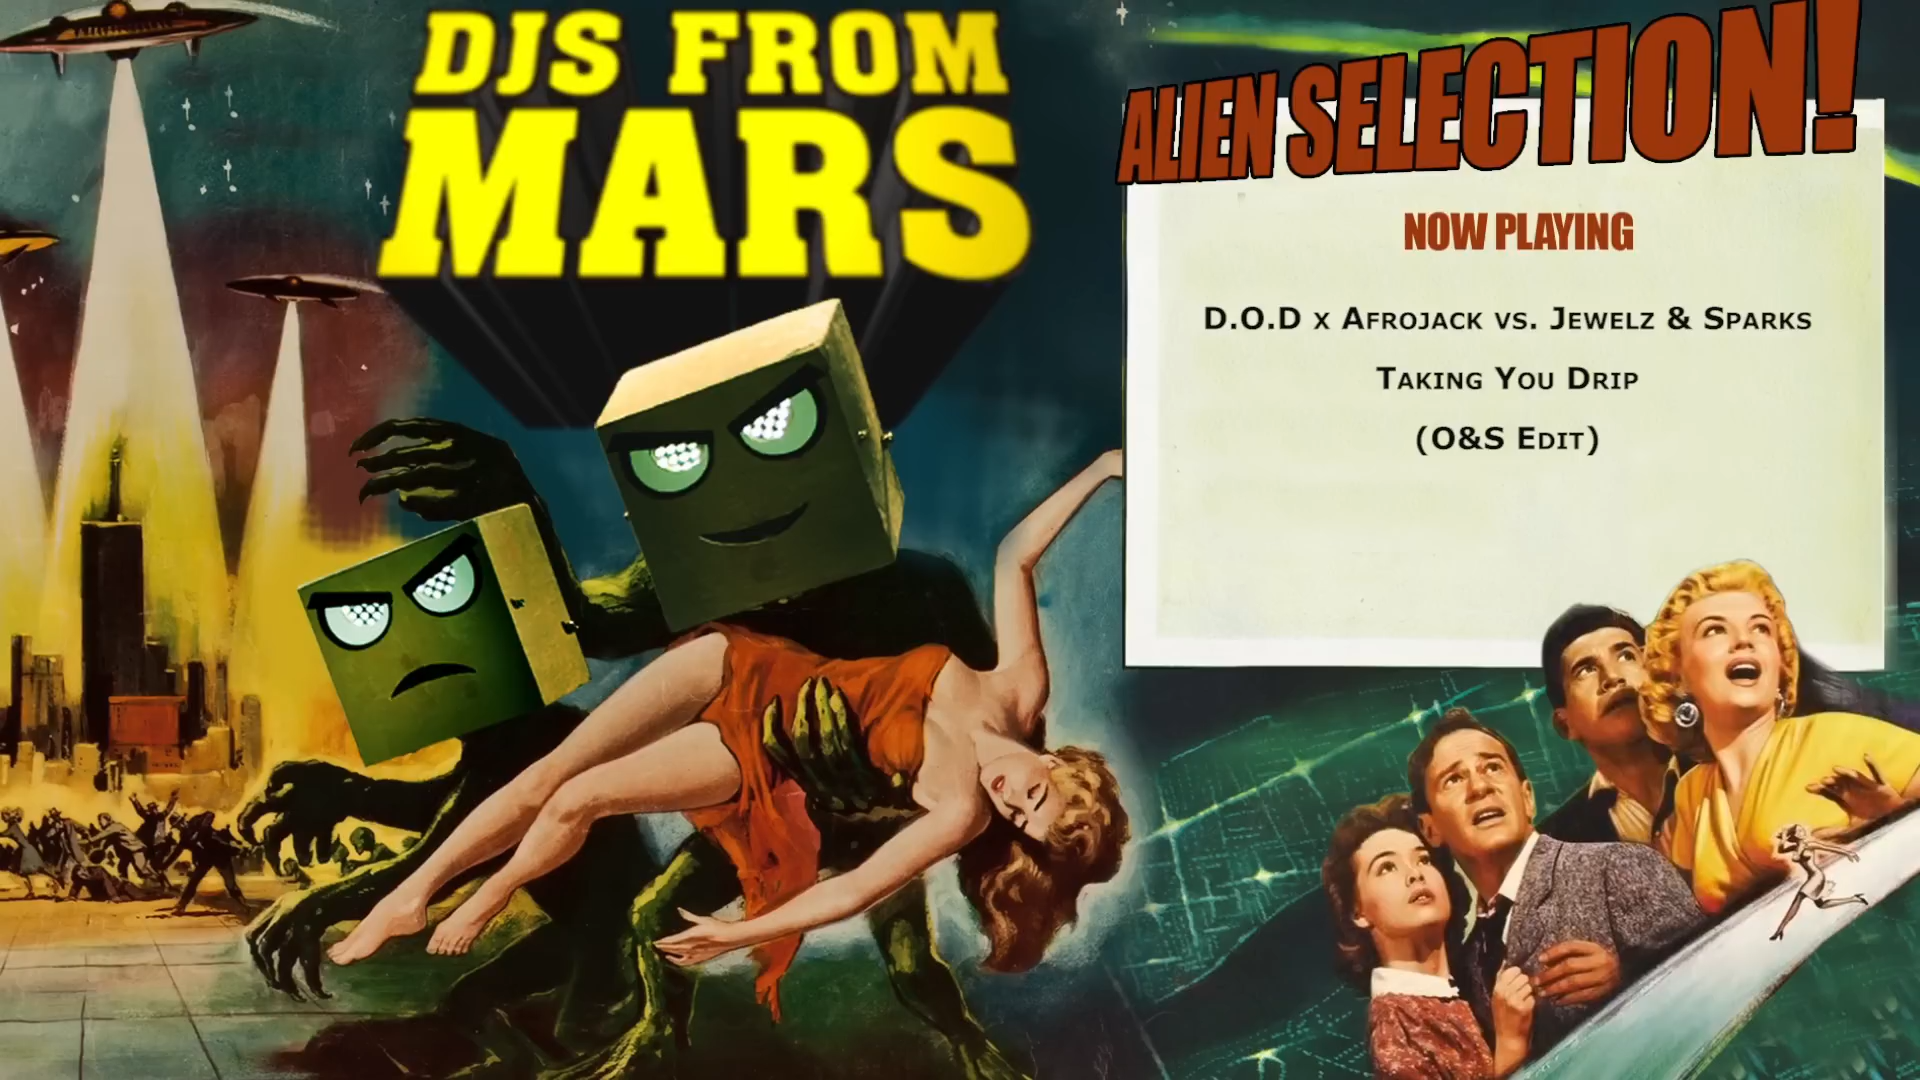 DJS FROM
MARS
ALIEN SELECTION!
NOW PLAYING
D.O.D x Afrojack vs. Jewelz & Sparks
Taking You Drip
(O&S Edit)